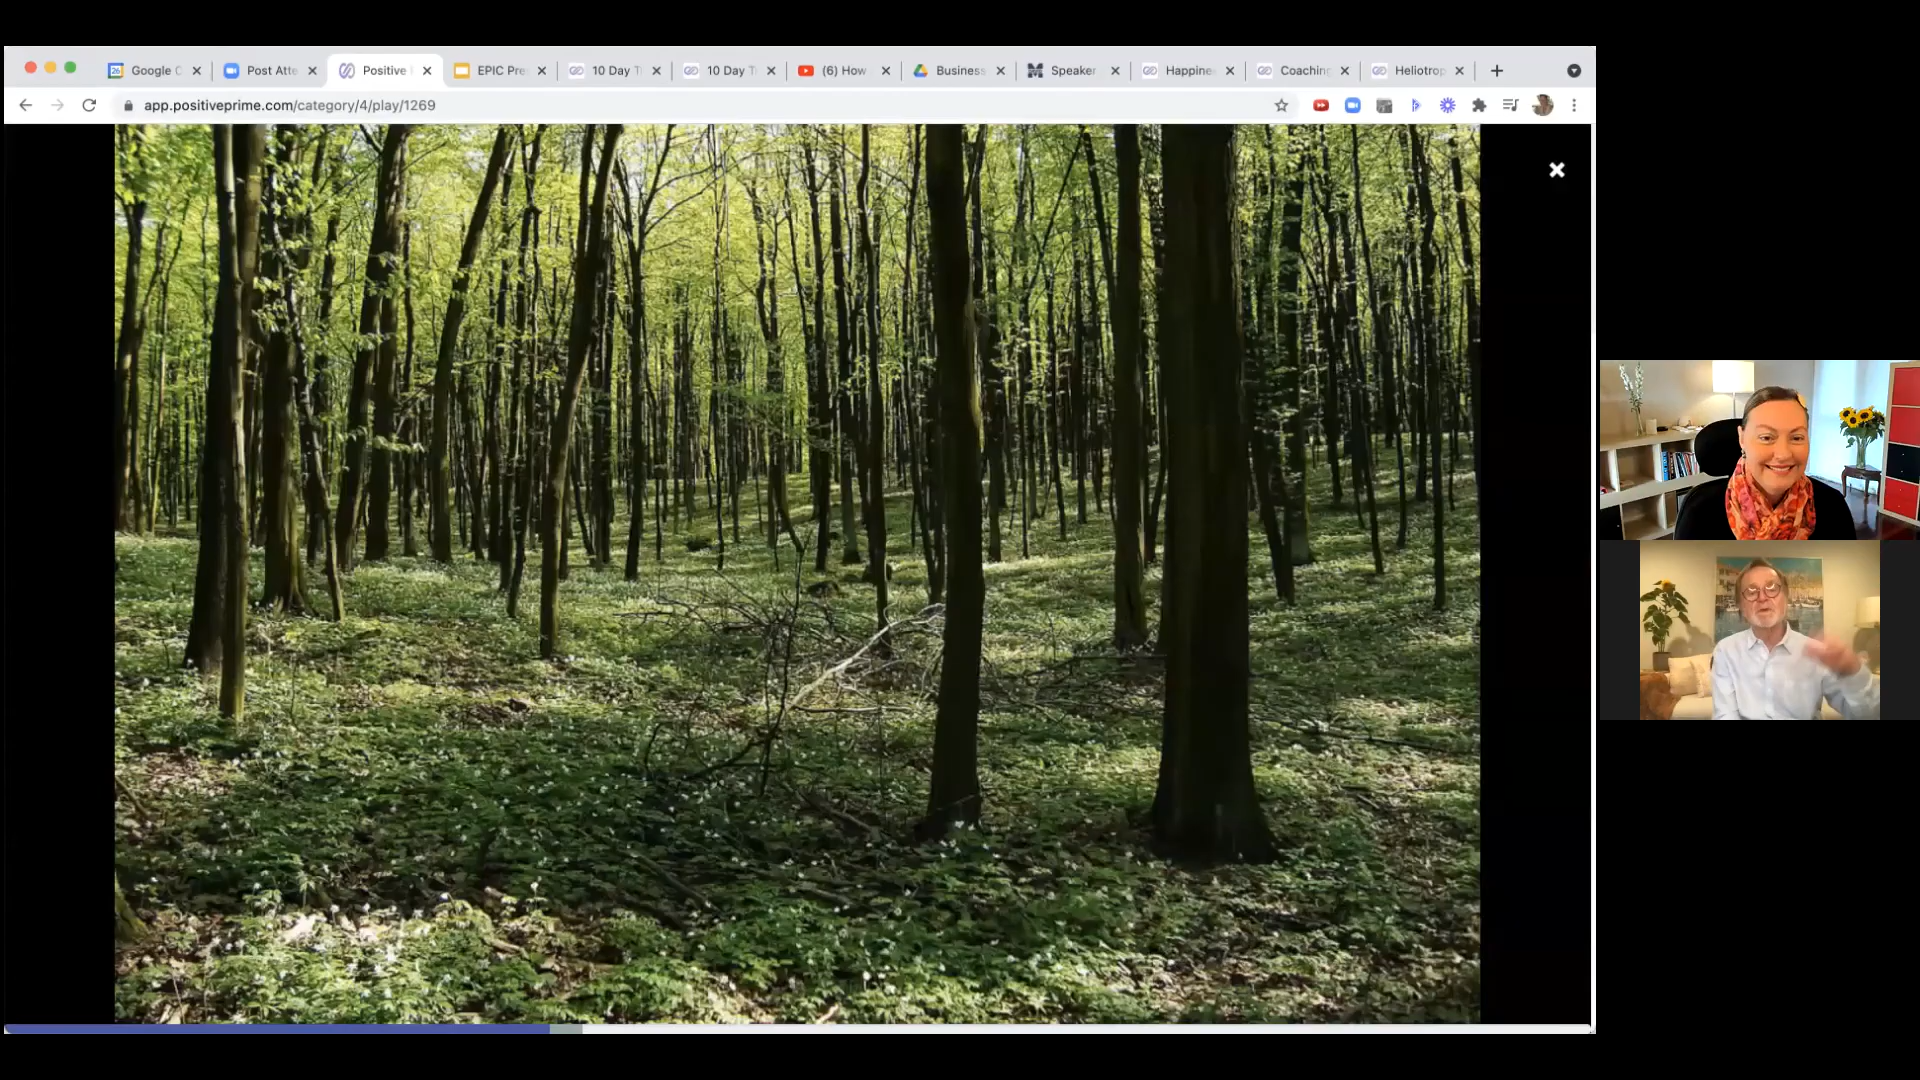 Google C
Post Atte
Positive
EPIC Pre
10 Day T
10 Day T
(6) How
Business
Speaker
Happine
Coaching
Heliotrop
app.positiveprime.com/category/4/play/1269